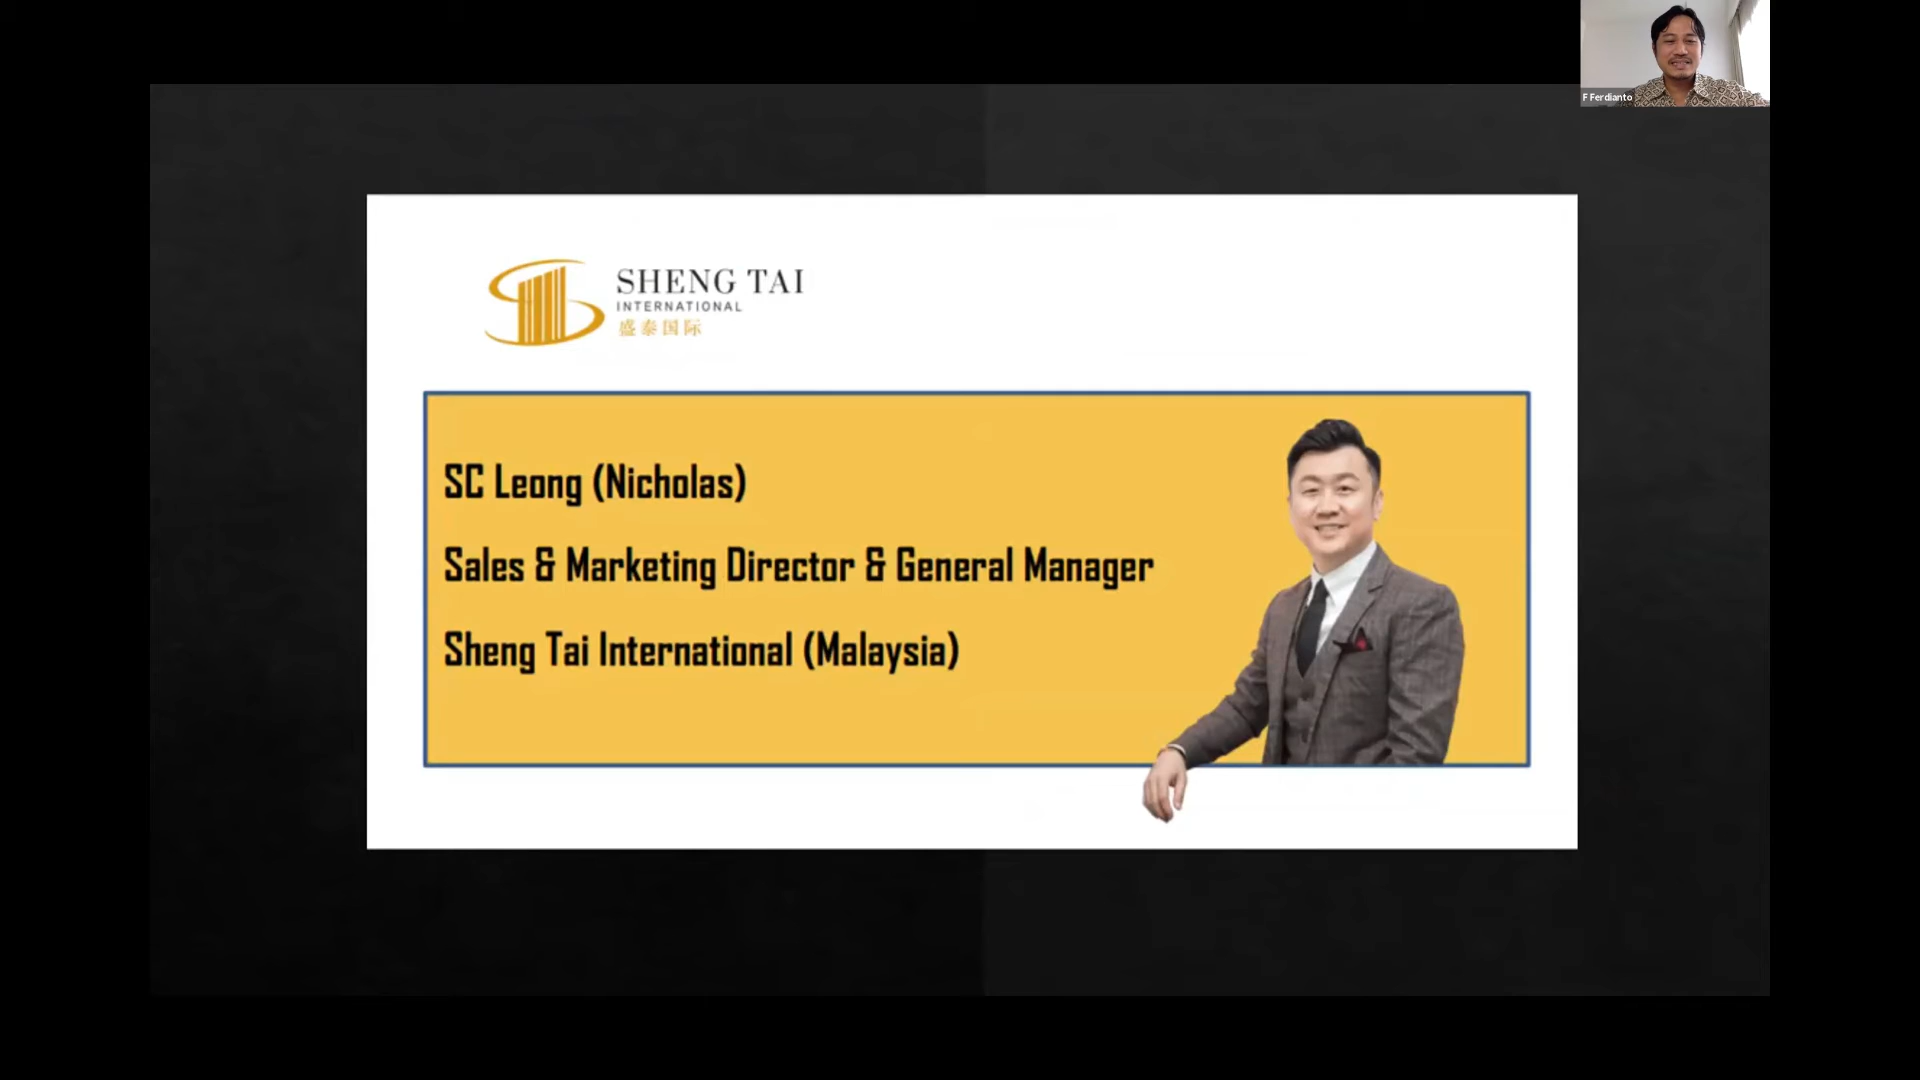 F Ferdianto
SHENG TAI
INTERNATIONAL
盛泰国际
SC Leong (Nicholas)
Sales & Marketing Director & General Manager
Sheng Tai International (Malaysia)